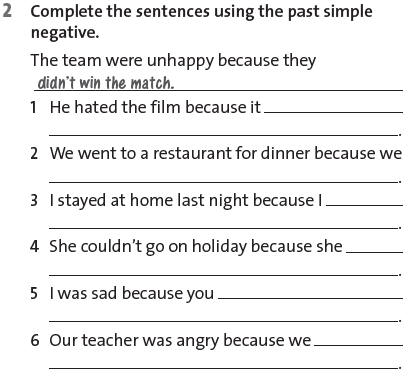 2 Complete the sentences using the past simple
negative.
The team were unhappy because they
didn't win the match.
1 He hated the film because it
.
2 We went to a restaurant for dinner because we
.
3 I stayed at home last night because I
.
4 She couldn't go on holiday because she
.
5 I was sad because you
.
6 Our teacher was angry because we
.